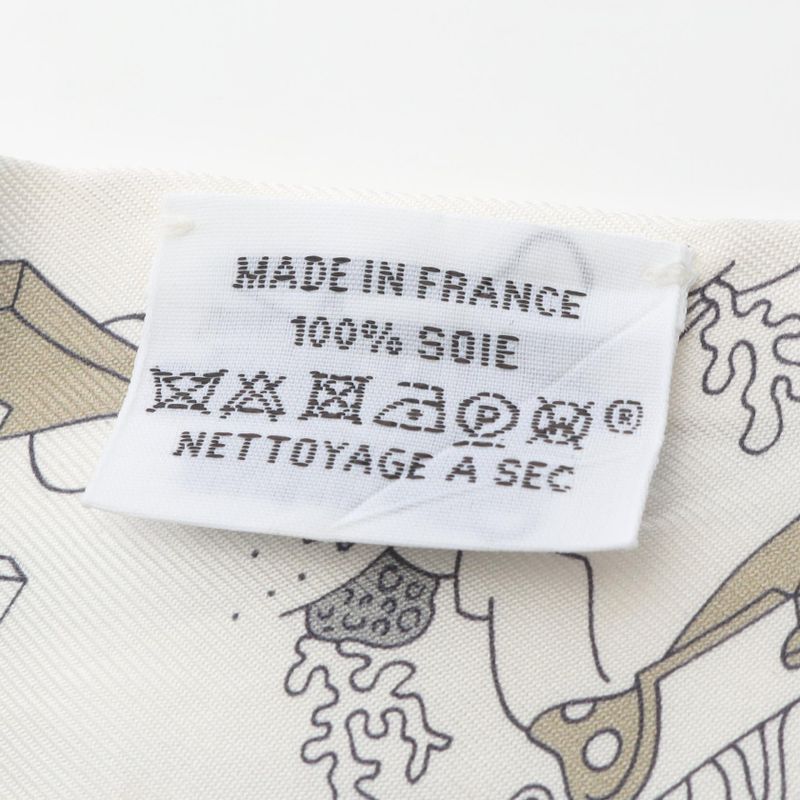 MADE IN FRANCE
100% SOIE
P W ®
NETTOYAGE A SEC